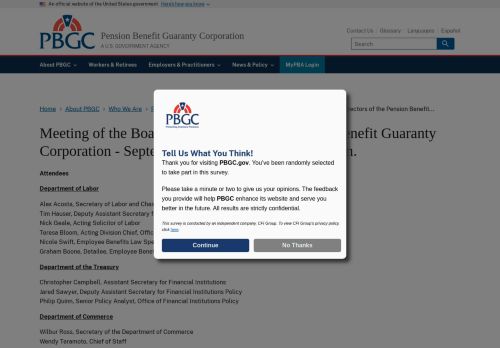 An official website of the United States government Here's how you know
PBGC
Pension Benefit Guaranty Corporation
A U.S. GOVERNMENT AGENCY
Contact Us Glossary Languages Español
Search
About PBGC Workers & Retirees Employers & Practitioners News & Policy MyPBA Login
Home > About PBGC > Who We Are > ectors of the Pension Benefit...
Meeting of the Boa enefit Guaranty
Corporation - Septe
Attendees
Department of Labor
Alex Acosta, Secretary of Labor and Chai
Tim Hauser, Deputy Assistant Secretary f
Nick Geale, Acting Solicitor of Labor
Teresa Bloom, Acting Division Chief, Offic
Nicole Swift, Employee Benefits Law Spe
Graham Boone, Detailee, Employee Bene
Department of the Treasury
Christopher Campbell, Assistant Secretary for Financial Institutions
Jared Sawyer, Deputy Assistant Secretary for Financial Institutions Policy
Philip Quinn, Senior Policy Analyst, Office of Financial Institutions Policy
Department of Commerce
Wilbur Ross, Secretary of the Department of Commerce
Wendy Teramoto, Chief of Staff
PBGC
Protecting America's Pensions
Tell Us What You Think!
Thank you for visiting PBGC.gov. You've been randomly selected
to take part in this survey.
Please take a minute or two to give us your opinions. The feedback
you provide will help PBGC enhance its website and serve you
better in the future. All results are strictly confidential.
This survey is conducted by an independent company, CFI Group. To view CFI Group's privacy policy
click here.
Continue No Thanks